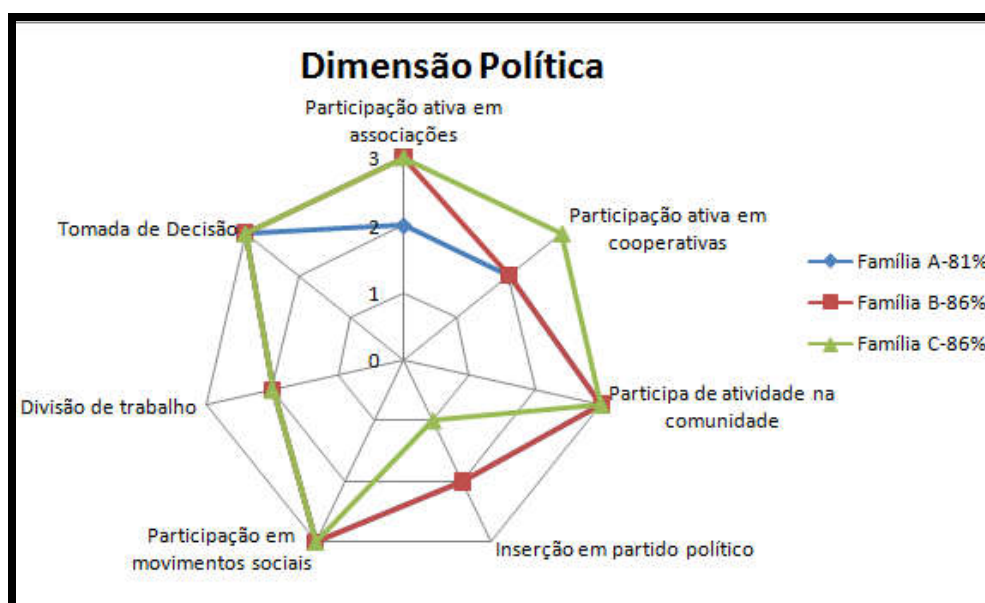 Dimensão Política
Participação ativa em
associações
3
2
1
0
Participação ativa em
cooperativas
Participa de atividade na
comunidade
Inserção em partido político
Participação em
movimentos sociais
Divisão de trabalho
Tomada de Decisão
Família A-81%
Família B-86%
Família C-86%